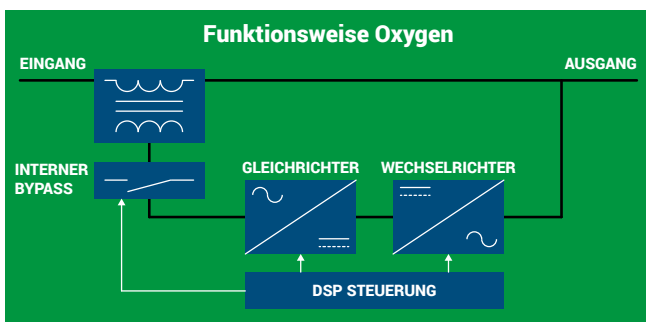 Funktionsweise Oxygen
EINGANG
AUSGANG
INTERNER
BYPASS
GLEICHRICHTER
WECHSELRICHTER
DSP STEUERUNG